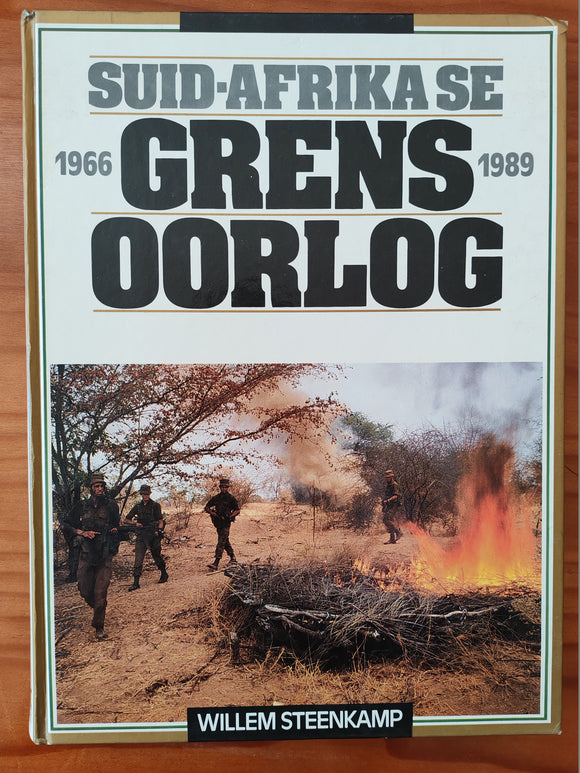 SUID-AFRIKA SE
1966 GRENS 1989
OORLOG
WILLEM STEENKAMP